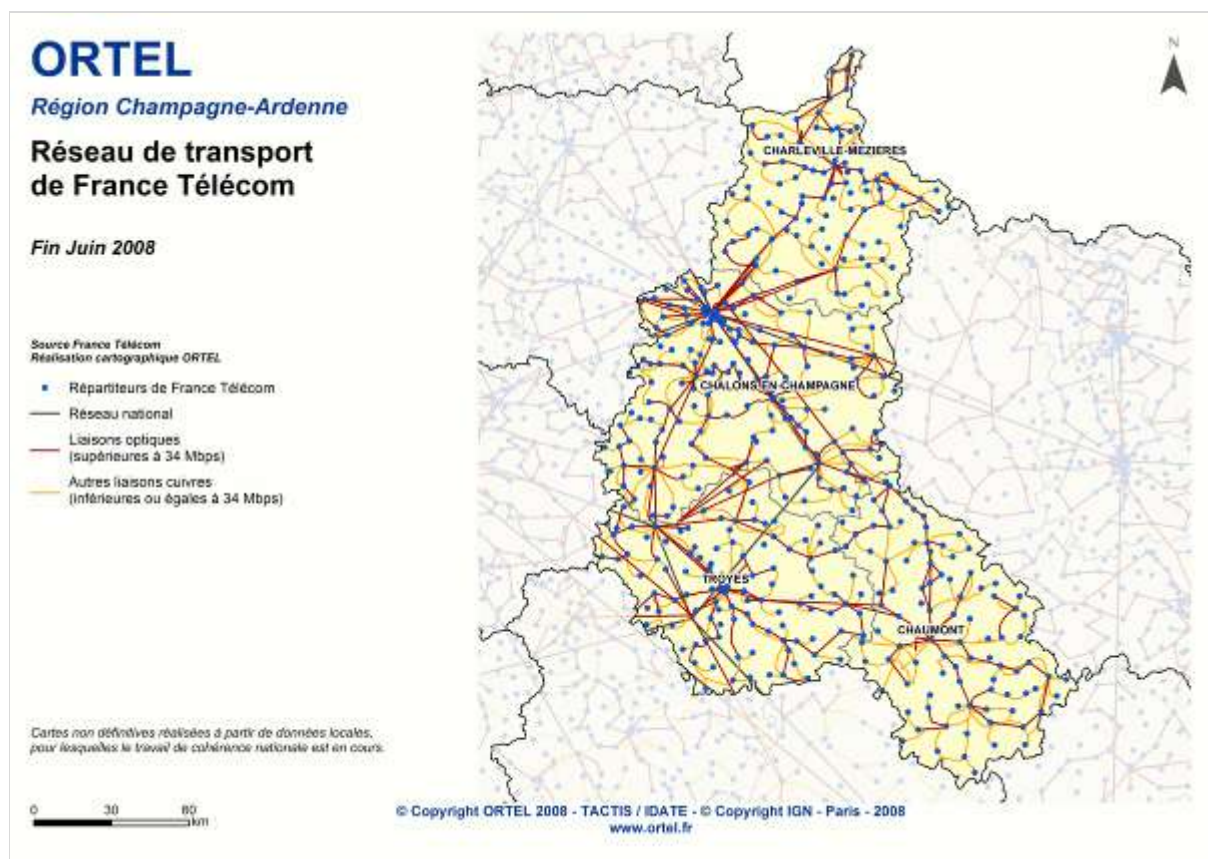 ORTEL
Région Champagne-Ardenne
Réseau de transport
de France Télécom
Fin Juin 2008
Source France Télécom
Réalisation cartographique ORTEL
Répartiteurs de France Télécom
Réseau national
Liaisons optiques
(supérieures à 34 Mbps)
Autres liaisons cuivres
(inférieures ou égales à 34 Mbps)
N
CHARLEVILLE-MEZIERES
CHALONS-EN-CHAMPAGNE
TROYES
CHAUMONT
Cartes non définitives réalisées à partir de données locales,
pour lesquelles le travail de cohérence nationale est en cours.
0 30 60
km
© Copyright ORTEL 2008 - TACTIS / IDATE - © Copyright IGN - Paris - 2008
www.ortel.fr